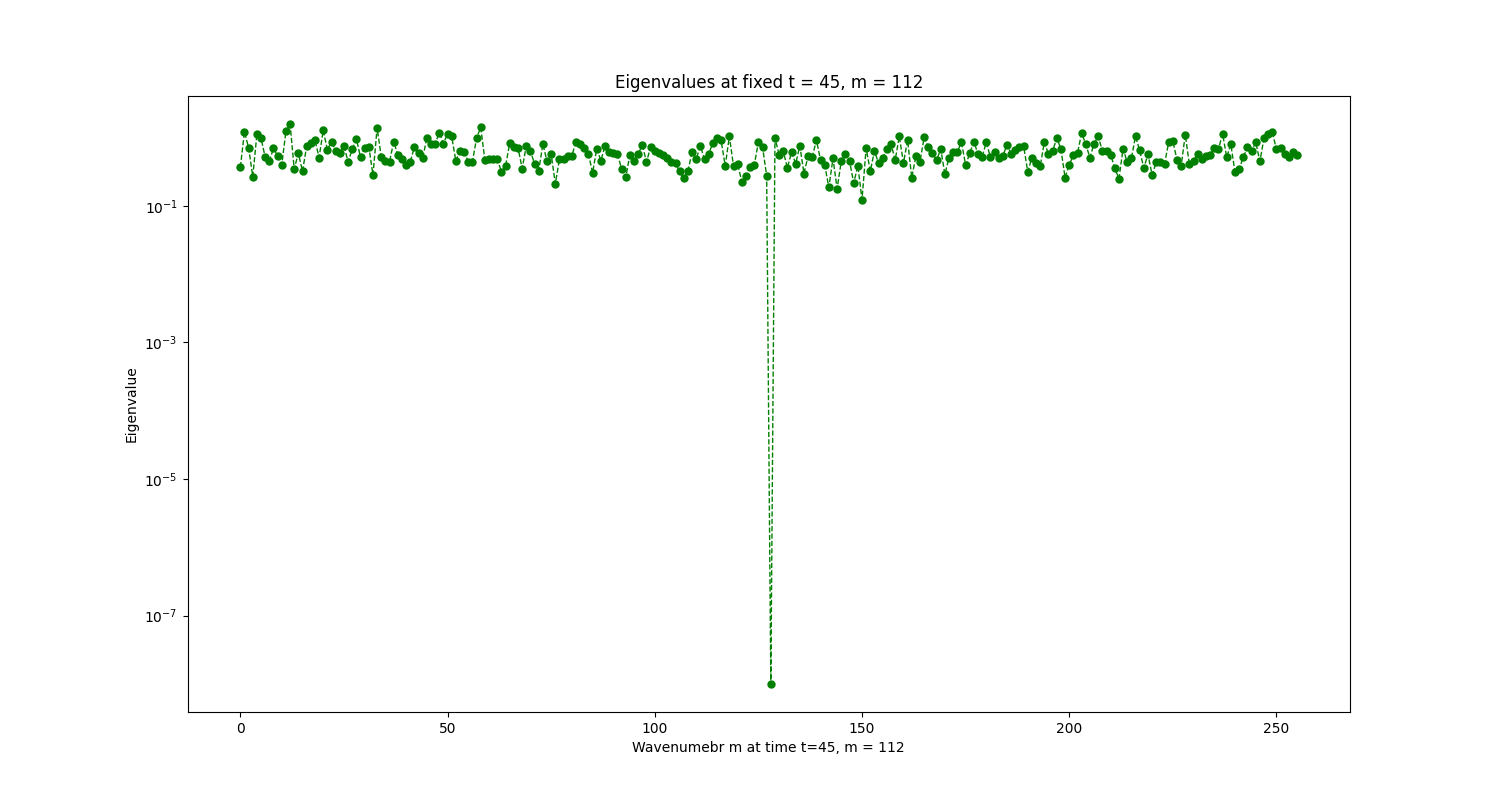 Eigenvalues at fixed t = 45, m = 112
10⁻¹
10⁻³
10⁻⁵
10⁻⁷
Eigenvalue
0 50 100 150 200 250
Wavenumebr m at time t=45, m = 112